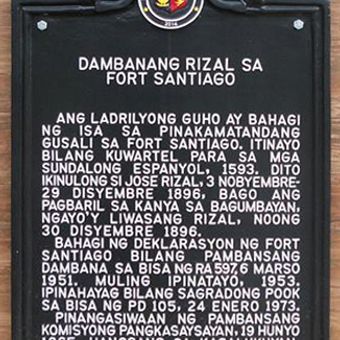 2014
DAMBANANG RIZAL SA
FORT SANTIAGO
ANG LADRILYONG GUHO AY BAHAGI
NG ISA SA PINAKAMATANDANG
GUSALI SA FORT SANTIAGO. ITINAYO
BILANG KUWARTEL PARA SA MGA
SUNDALONG ESPANYOL, 1593. DITO
IKINULONG SI JOSE RIZAL, 3 NOBYEMBRE-
29 DISYEMBRE 1896, BAGO ANG
PAGBARIL SA KANYA SA BAGUMBAYAN,
NGAYO'Y LIWASANG RIZAL, NOONG
30 DISYEMBRE 1896.
BAHAGI NG DEKLARASYON NG FORT
SANTIAGO BILANG PAMBANSANG
DAMBANA SA BISA NG RA 597, 6 MARSO
1951. MULING IPINATAYO, 1953.
IPINAHAYAG BILANG SAGRADONG POOK
SA BISA NG PD 105, 24 ENERO 1973.
PINANGASIWAAN NG PAMBANSANG
KOMISYONG PANGKASAYSAYAN, 19 HUNYO